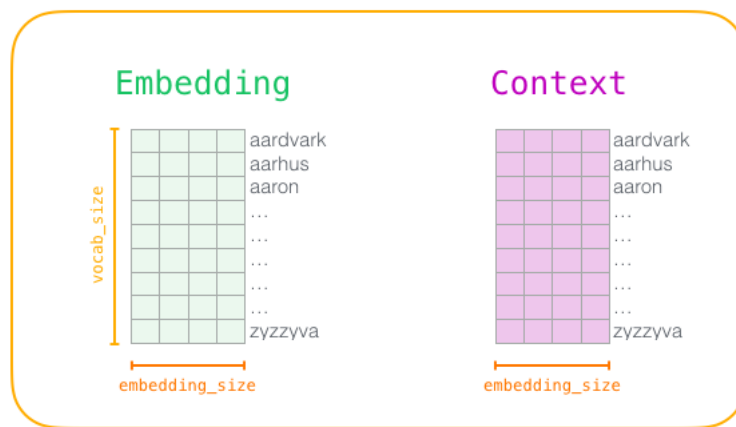 Embedding
Context
vocab_size
aardvark
aarhus
aaron
...
...
...
...
...
zyzzyva
embedding_size
aardvark
aarhus
aaron
...
...
...
...
...
zyzzyva
embedding_size